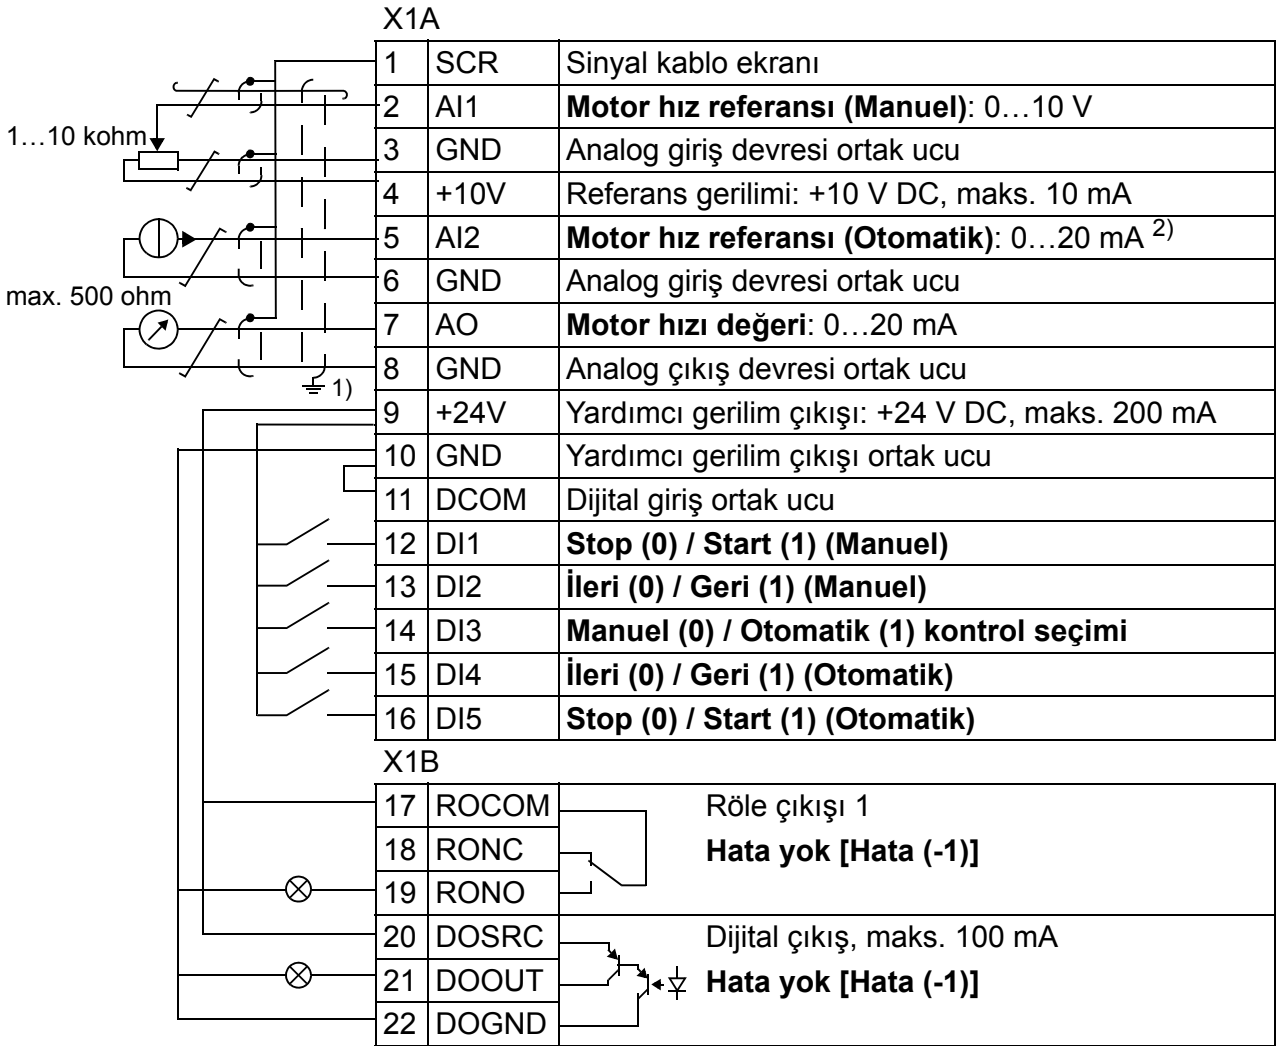 X1A
1 SCR Sinyal kablo ekranı
2 AI1 Motor hız referansı (Manuel): 0…10 V
1…10 kohm
3 GND Analog giriş devresi ortak ucu
4 +10V Referans gerilimi: +10 V DC, maks. 10 mA
5 AI2 Motor hız referansı (Otomatik): 0…20 mA 2)
6 GND Analog giriş devresi ortak ucu
max. 500 ohm
7 AO Motor hızı değeri: 0…20 mA
8 GND Analog çıkış devresi ortak ucu
1)
9 +24V Yardımcı gerilim çıkışı: +24 V DC, maks. 200 mA
10 GND Yardımcı gerilim çıkışı ortak ucu
11 DCOM Dijital giriş ortak ucu
12 DI1 Stop (0) / Start (1) (Manuel)
13 DI2 İleri (0) / Geri (1) (Manuel)
14 DI3 Manuel (0) / Otomatik (1) kontrol seçimi
15 DI4 İleri (0) / Geri (1) (Otomatik)
16 DI5 Stop (0) / Start (1) (Otomatik)
X1B
17 ROCOM Röle çıkışı 1
18 RONC Hata yok [Hata (-1)]
19 RONO
20 DOSRC Dijital çıkış, maks. 100 mA
21 DOOUT Hata yok [Hata (-1)]
22 DOGND